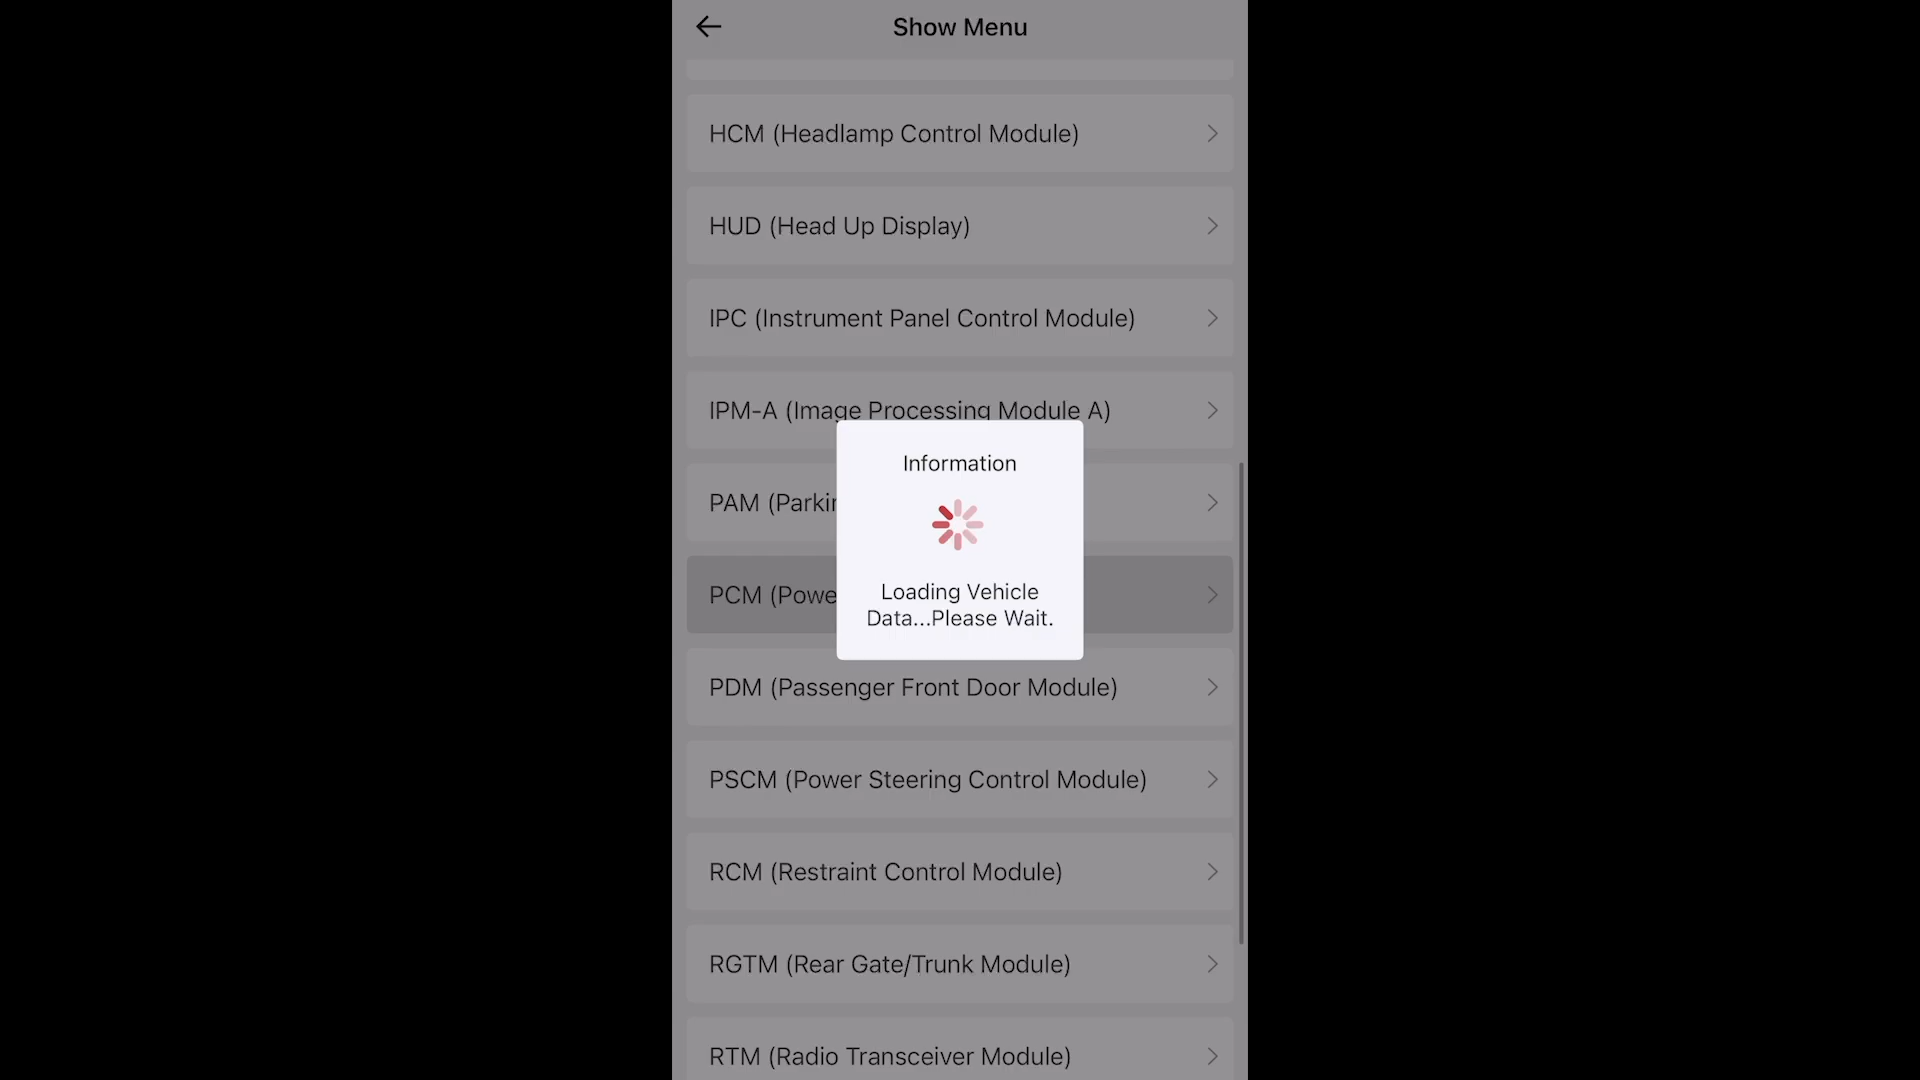 Show Menu
HCM (Headlamp Control Module)
HUD (Head Up Display)
IPC (Instrument Panel Control Module)
IPM-A (Image Processing Module A)
PAM
PCM
Information
Loading Vehicle
Data...Please Wait.
PDM (Passenger Front Door Module)
PSCM (Power Steering Control Module)
RCM (Restraint Control Module)
RGTM (Rear Gate/Trunk Module)
RTM (Radio Transceiver Module)